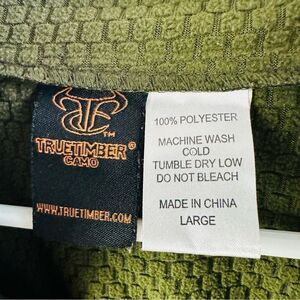 TM
TRUETIMBER®
CAMO
WWW.TRUETIMBER.COM
100% POLYESTER
MACHINE WASH
COLD
TUMBLE DRY LOW
DO NOT BLEACH
MADE IN CHINA
LARGE